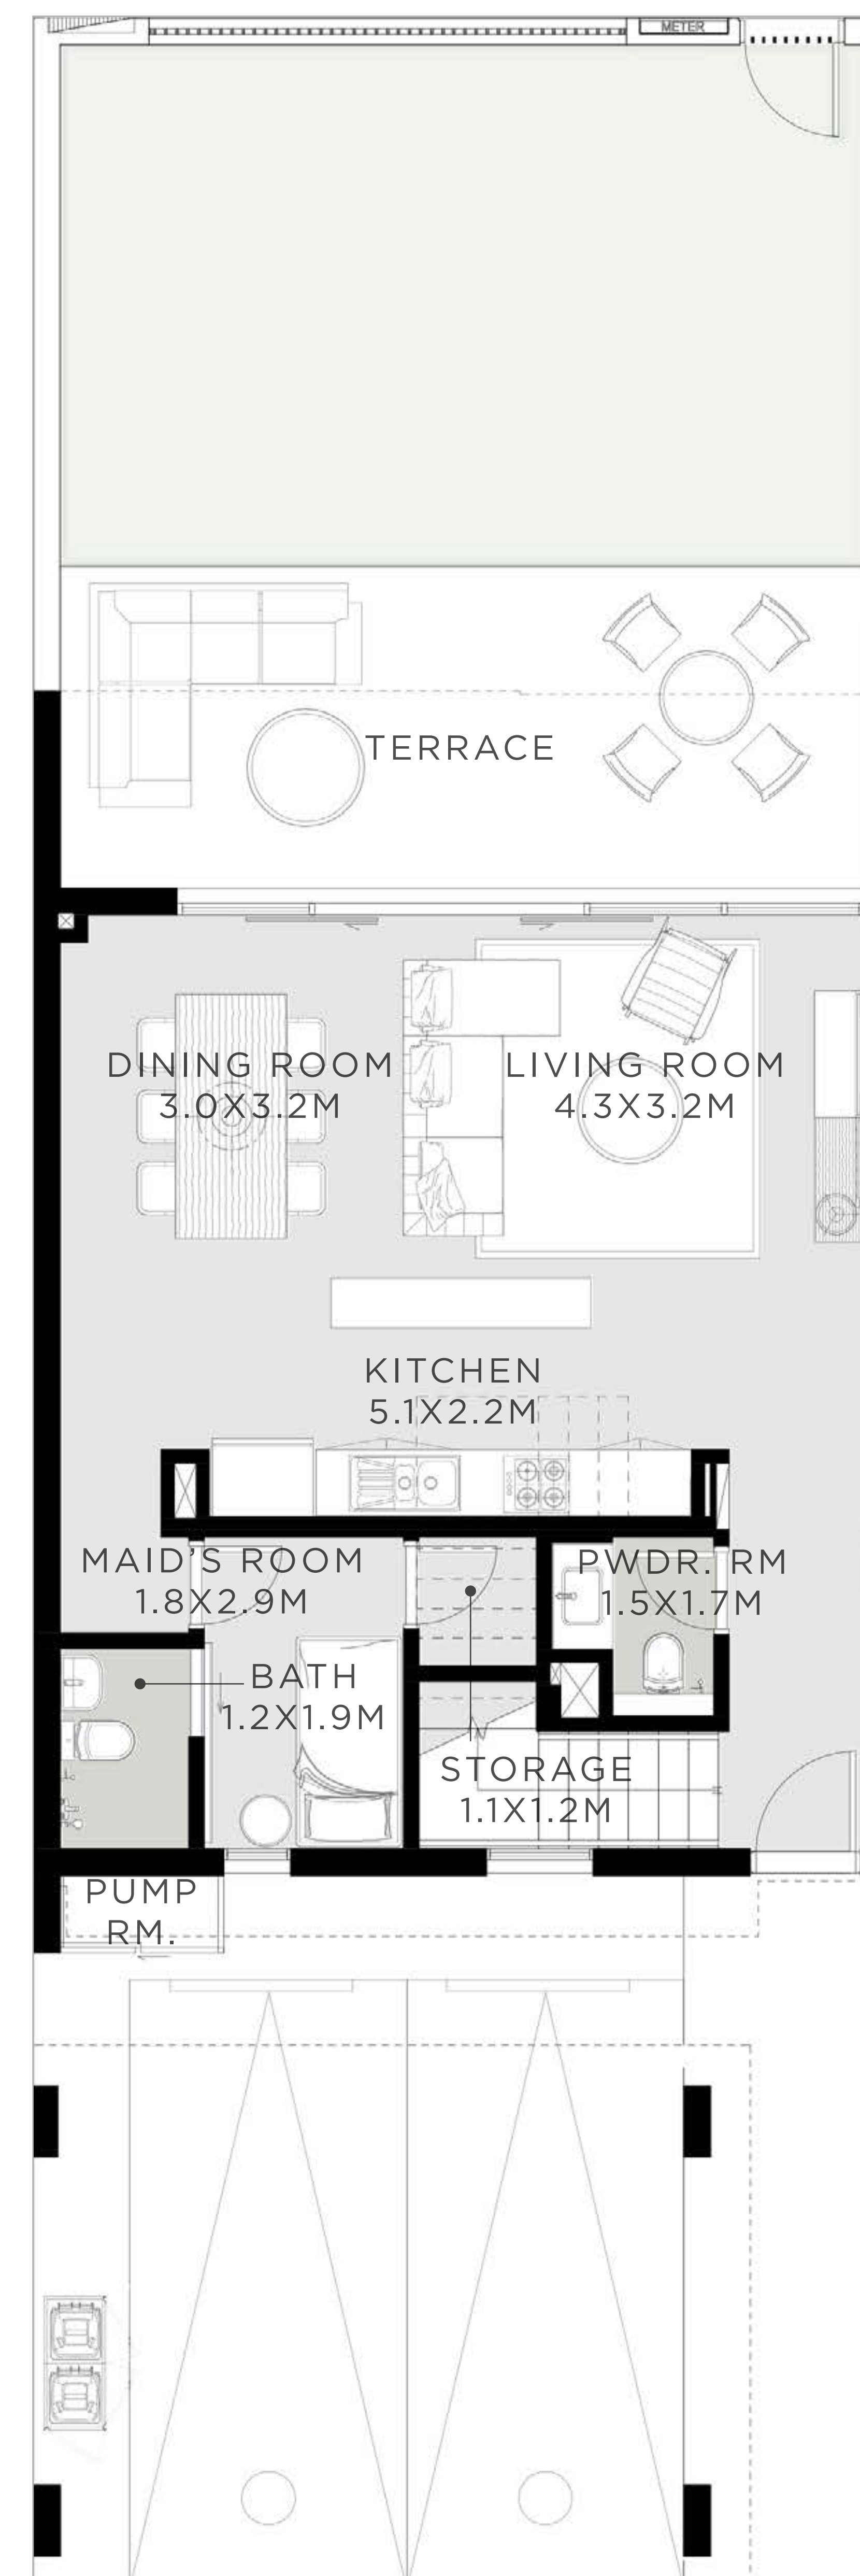 METER
TERRACE
DINING ROOM
3.0X3.2M
LIVING ROOM
4.3X3.2M
KITCHEN
5.1X2.2M
MAID'S ROOM
1.8X2.9M
PWDR. RM
1.5X1.7M
BATH
1.2X1.9M
STORAGE
1.1X1.2M
PUMP
RM.